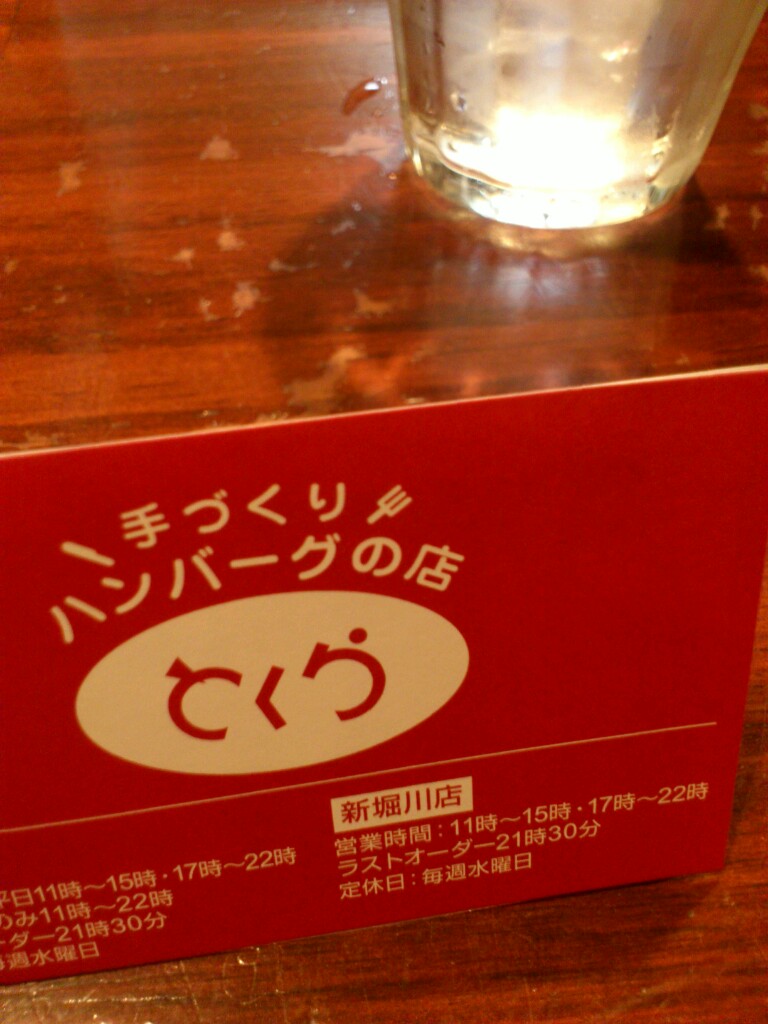 手づくり
ハンバーグの店
とくら
平日11時～15時・17時～22時
のみ11時～22時
ーダー21時30分
毎週水曜日
新堀川店
営業時間：11時～15時・17時～22時
ラストオーダー21時30分
定休日：毎週水曜日